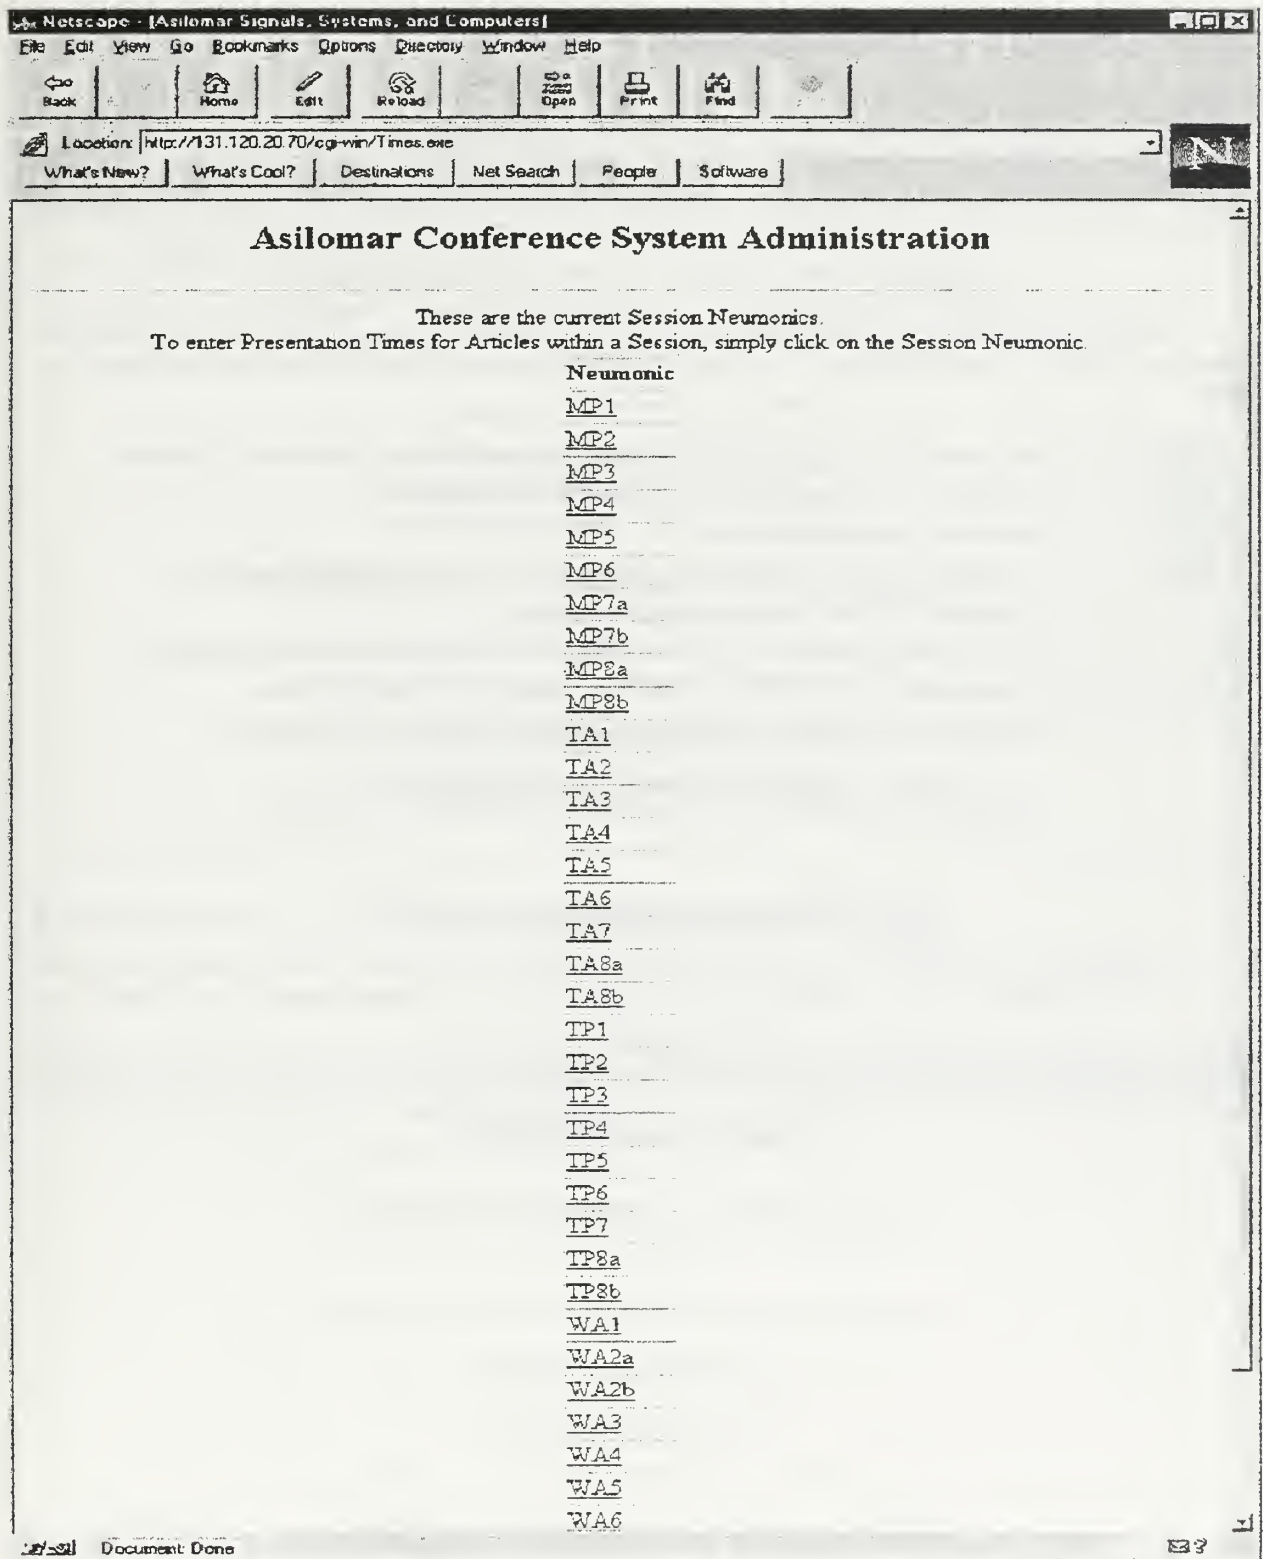 Netscape - [Asilomar Signals, Systems, and Computers]
File Edit View Go Bookmarks Options Directory Window Help
Back Home Edit Reload Open Print Find
Location: http://131.120.20.70/cgi-win/Times.exe
N
What's New? What's Cool? Destinations Net Search People Software
Asilomar Conference System Administration
These are the current Session Neumonics.
To enter Presentation Times for Articles within a Session, simply click on the Session Neumonic.
Neumonic
MP1
MP2
MP3
MP4
MP5
MP6
MP7a
MP7b
MP8a
MP8b
TA1
TA2
TA3
TA4
TA5
TA6
TA7
TA8a
TA8b
TP1
TP2
TP3
TP4
TP5
TP6
TP7
TP8a
TP8b
WA1
WA2a
WA2b
WA3
WA4
WA5
WA6
Document: Done
?